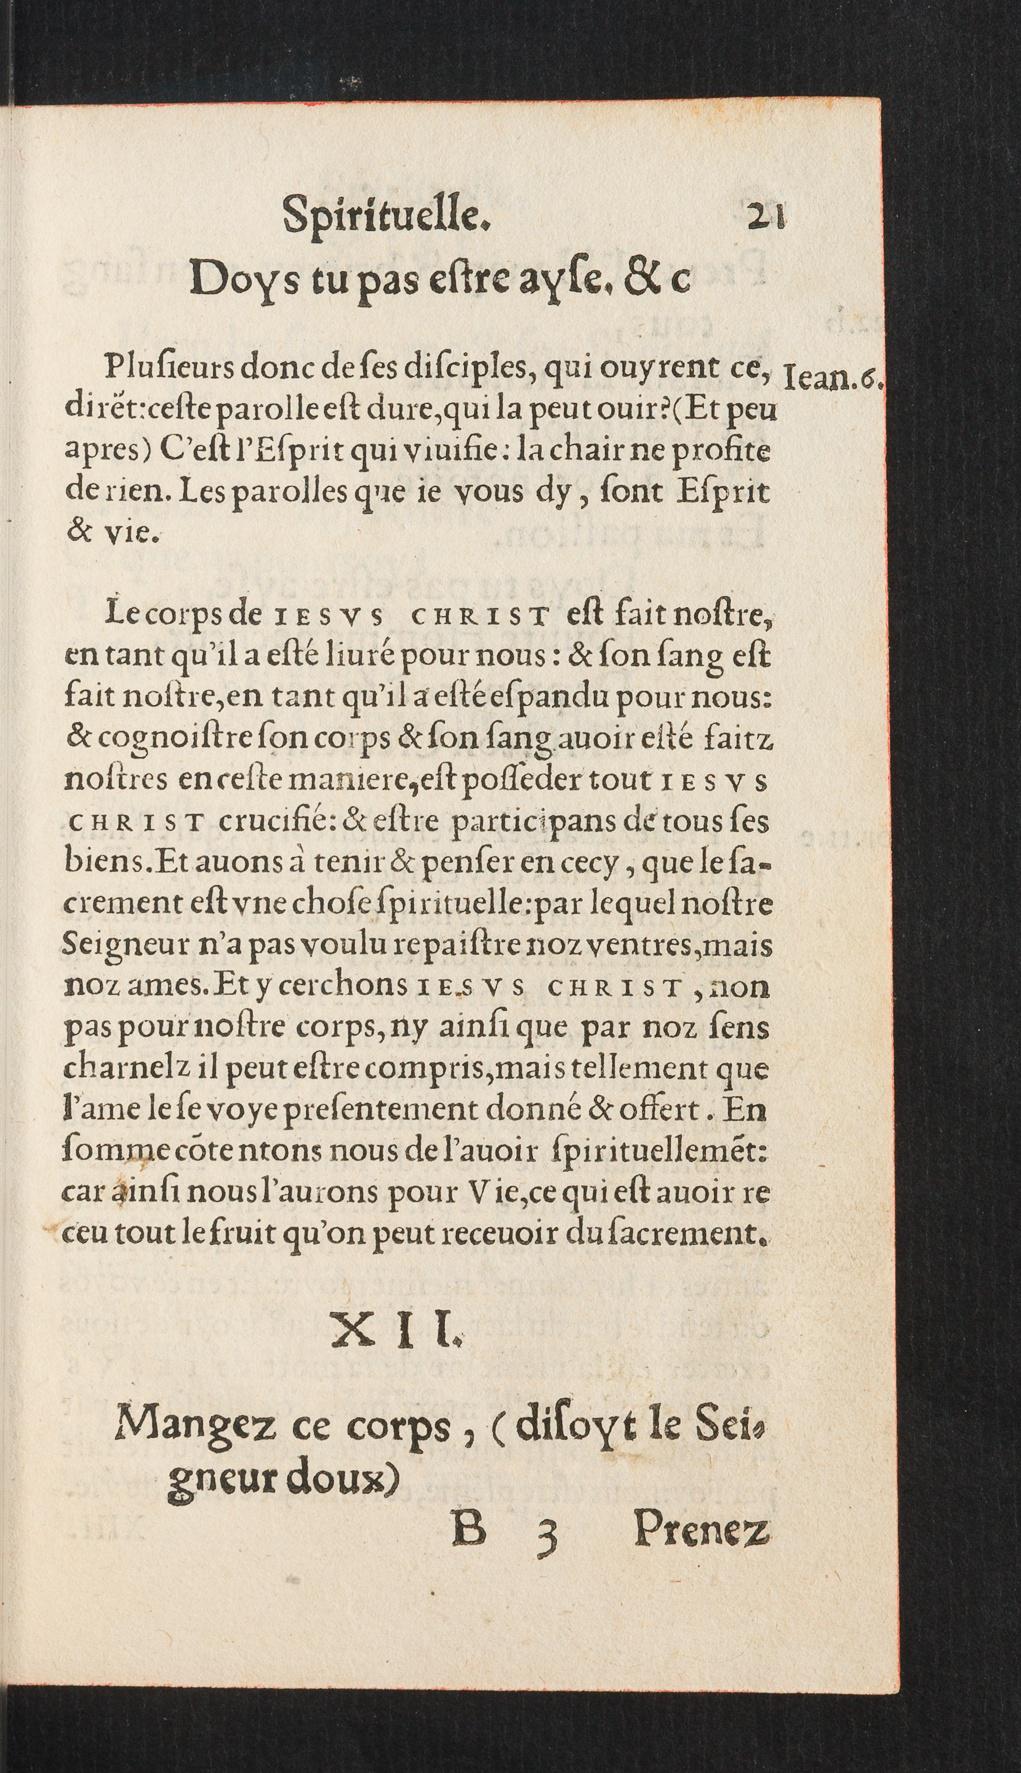 Spirituelle. 21
Doys tu pas eſtre ayſe. & c
Pluſieurs donc de ſes diſciples, qui ouyrent ce, Iean.6.
dirẽt:ceſte parolle eſt dure,qui la peut ouir?(Et peu
apres) C'eſt l'Eſprit qui viuifie: la chair ne profite
de rien. Les parolles que ie vous dy, ſont Eſprit
& vie.
Le corps de IESVS CHRIST eſt fait noſtre,
en tant qu'il a eſté liuré pour nous: & ſon ſang eſt
fait noſtre,en tant qu'il a eſté eſpandu pour nous:
& cognoiſtre ſon corps & ſon ſang auoir eſté faitz
noſtres en ceſte maniere,eſt poſſeder tout IESVS
CHRIST crucifié: & eſtre participans de tous ſes
biens.Et auons à tenir & penſer en cecy, que le ſa-
crement eſt vne choſe ſpirituelle:par lequel noſtre
Seigneur n'a pas voulu repaiſtre noz ventres,mais
noz ames.Et y cerchons IESVS CHRIST,non
pas pour noſtre corps,ny ainſi que par noz ſens
charnelz il peut eſtre compris,mais tellement que
l'ame le ſe voye preſentement donné & offert. En
ſomme cōtentons nous de l'auoir ſpirituellemẽt:
car ainſi nous l'aurons pour Vie,ce qui eſt auoir re
ceu tout le fruit qu'on peut receuoir du ſacrement.
XII.
Mangez ce corps, (diſoyt le Sei-
gneur doux)
B 3 Prenez